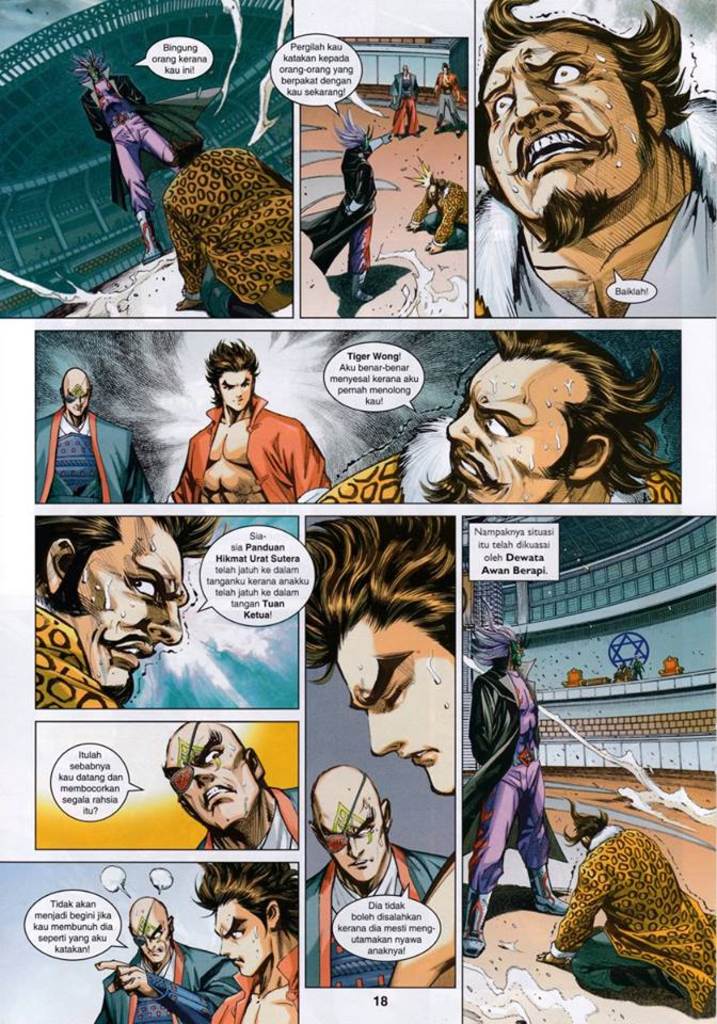 Bingung
orang kerana
kau ini!
Pergilah kau
katakan kepada
orang-orang yang
berpakat dengan
kau sekarang!
Baiklah!
Tiger Wong!
Aku benar-benar
menyesal kerana aku
pernah menolong
kau!
Sia-
sia Panduan
Hikmat Urat Sutera
telah jatuh ke dalam
tanganku kerana anakku
telah jatuh ke dalam
tangan Tuan
Ketua!
Itulah
sebabnya
kau datang dan
membocorkan
segala rahsia
itu?
Tidak akan
menjadi begini jika
kau membunuh dia
seperti yang aku
katakan!
Dia tidak
boleh disalahkan
kerana dia mesti meng-
utamakan nyawa
anaknya!
Nampaknya situasi
itu telah dikuasai
oleh Dewata
Awan Berapi.
18